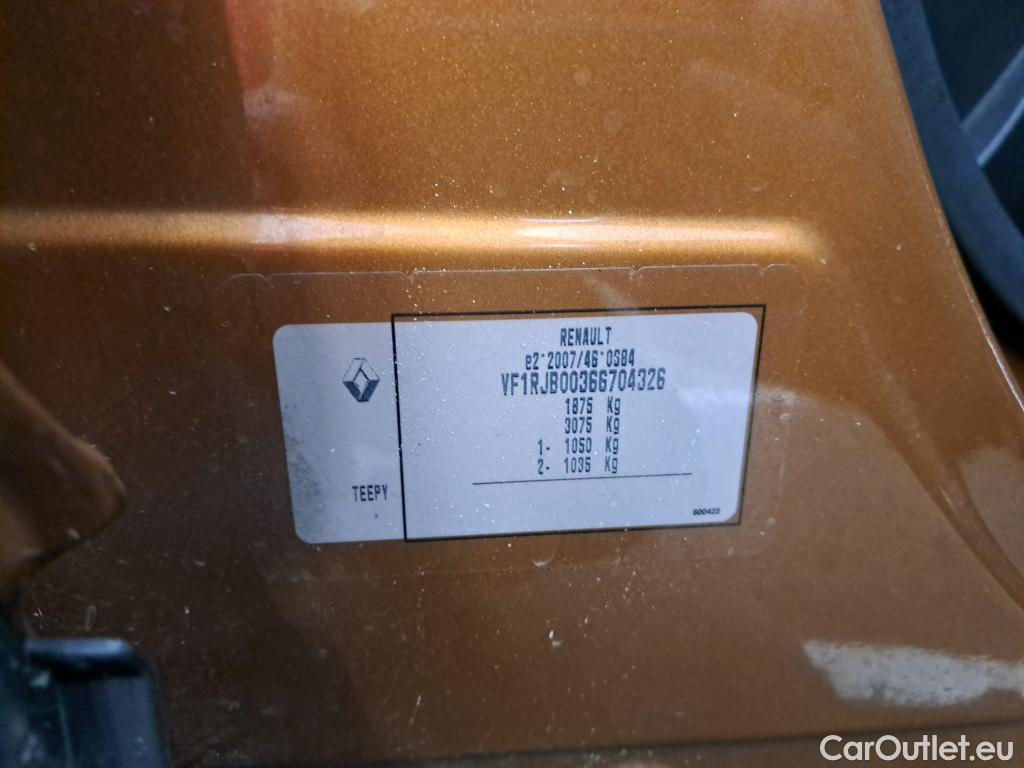 RENAULT
e2*2007/46*0684
VF1RJB00366704326
1875 Kg
3075 Kg
1- 1050 Kg
2- 1035 Kg
TEEPY
600422
CarOutlet.eu